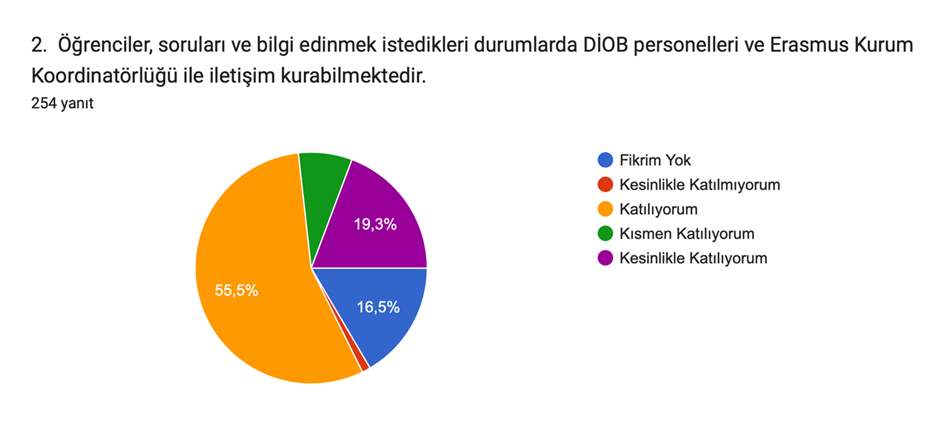 2. Öğrenciler, soruları ve bilgi edinmek istedikleri durumlarda DİOB personelleri ve Erasmus Kurum
Koordinatörlüğü ile iletişim kurabilmektedir.
254 yanıt
Fikrim Yok
Kesinlikle Katılmıyorum
Katılıyorum
Kısmen Katılıyorum
Kesinlikle Katılıyorum
19,3%
55,5%
16,5%